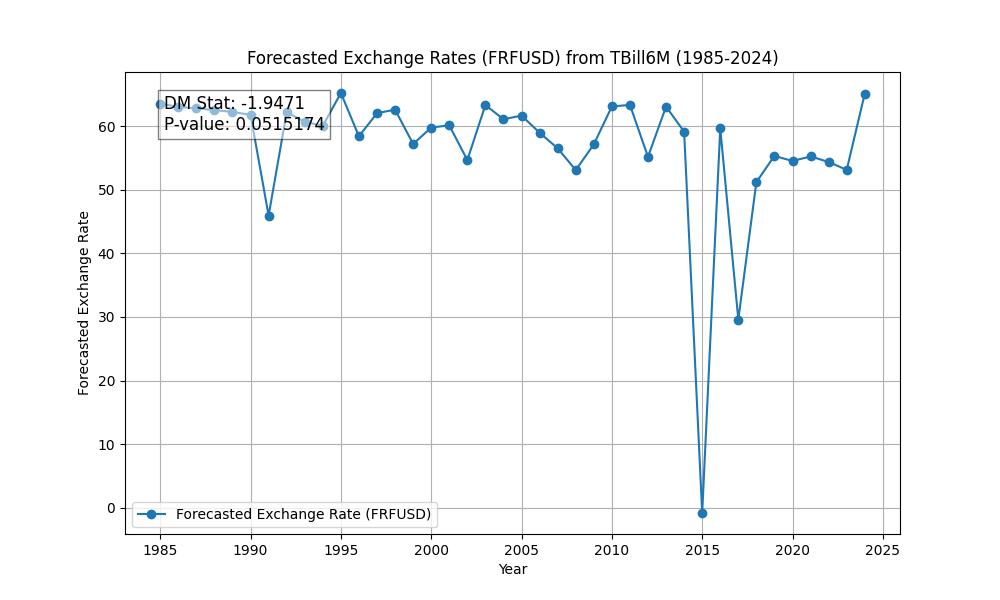 Forecasted Exchange Rates (FRFUSD) from TBill6M (1985-2024)
DM Stat: -1.9471
P-value: 0.0515174
Forecasted Exchange Rate
60
50
40
30
20
10
0
Forecasted Exchange Rate (FRFUSD)
1985 1990 1995 2000 2005 2010 2015 2020 2025
Year